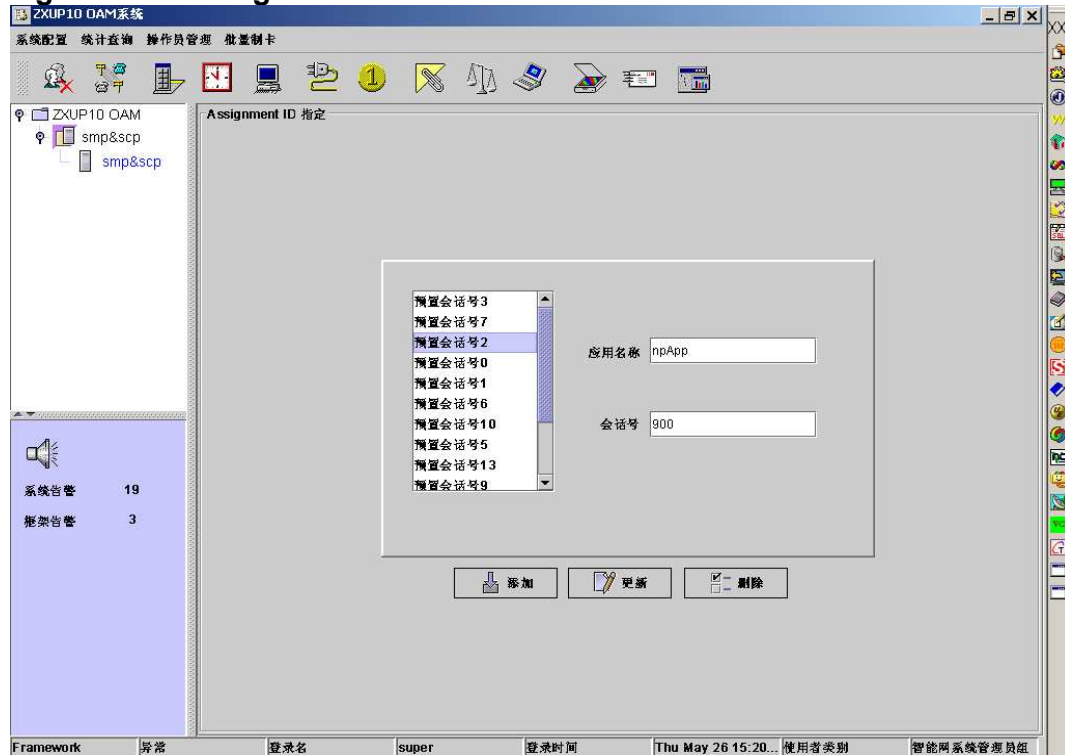 ZXUP10 OAM系统
系统配置 统计查询 操作员管理 批量制卡
ZXUP10 OAM
smp&scp
smp&scp
Assignment ID 指定
预置会话号3
预置会话号7
预置会话号2
预置会话号0
预置会话号1
预置会话号6
预置会话号10
预置会话号5
预置会话号13
预置会话号9
应用名称 npApp
会话号 900
系统告警 19
框架告警 3
添加 更新 删除
Framework 异常 登录名 super 登录时间 Thu May 26 15:20... 使用者类别 智能网系统管理员组